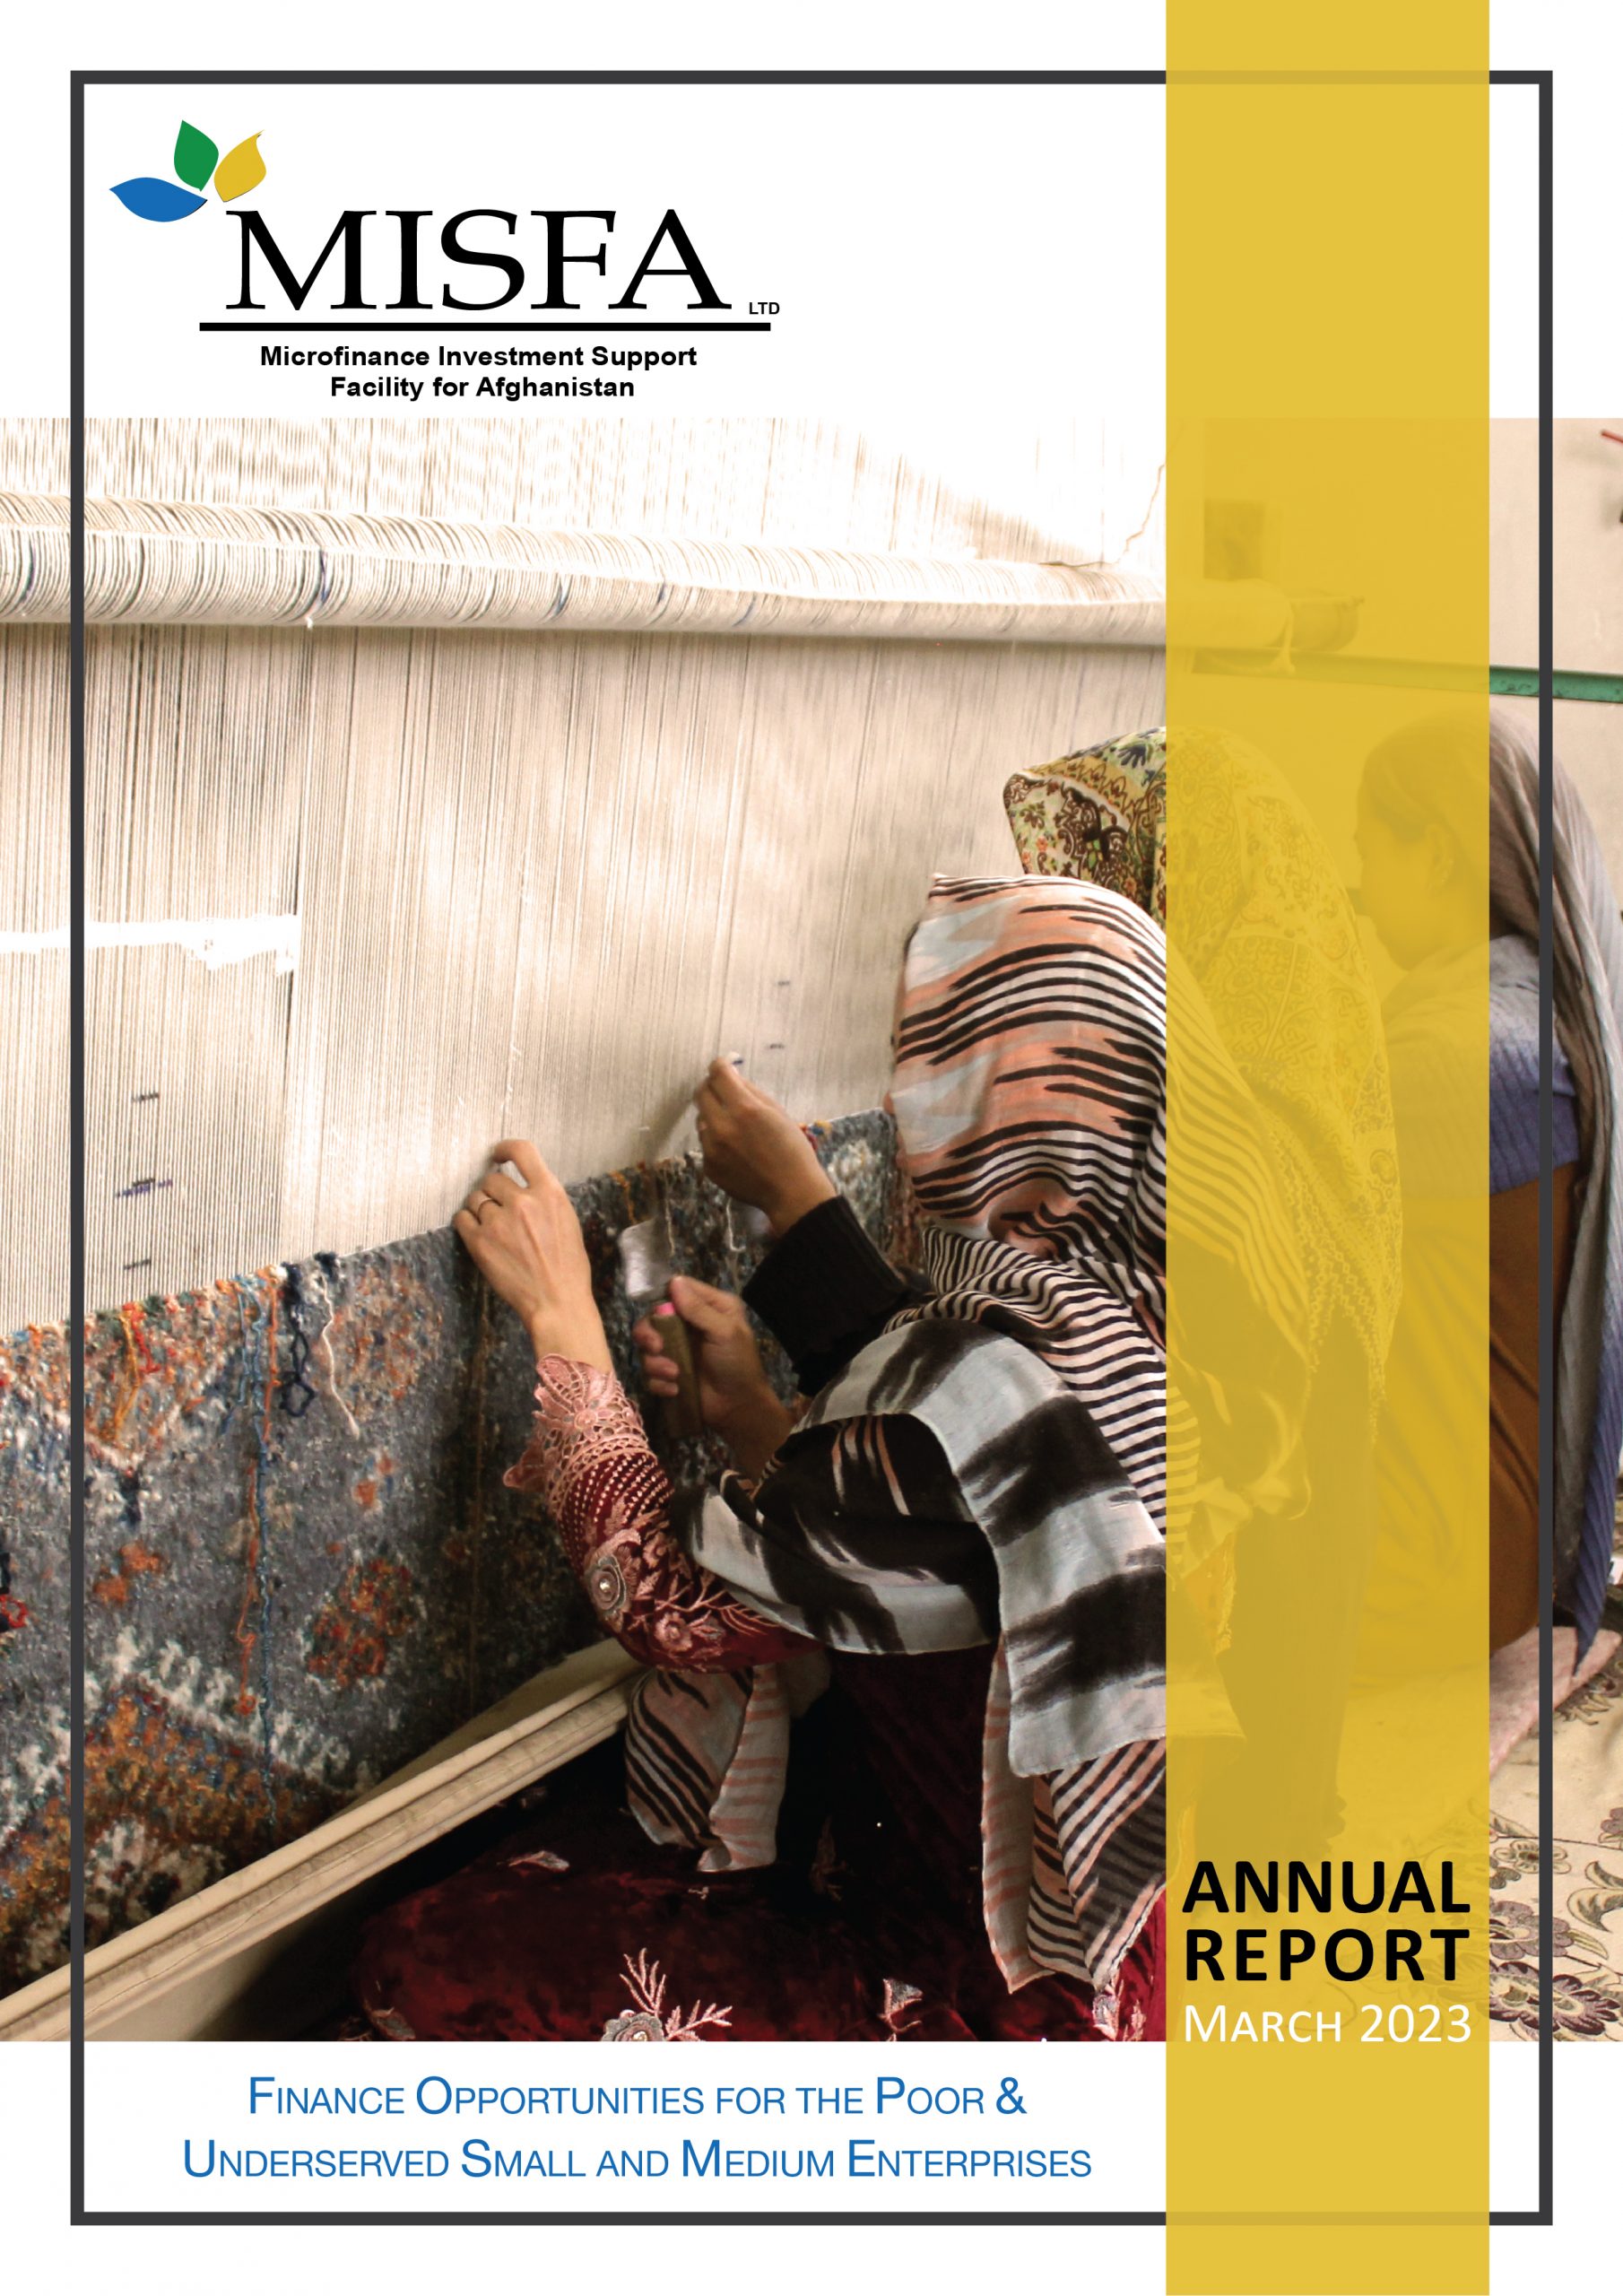 MISFA LTD
Microfinance Investment Support
Facility for Afghanistan
ANNUAL
REPORT
MARCH 2023
FINANCE OPPORTUNITIES FOR THE POOR &
UNDERSERVED SMALL AND MEDIUM ENTERPRISES